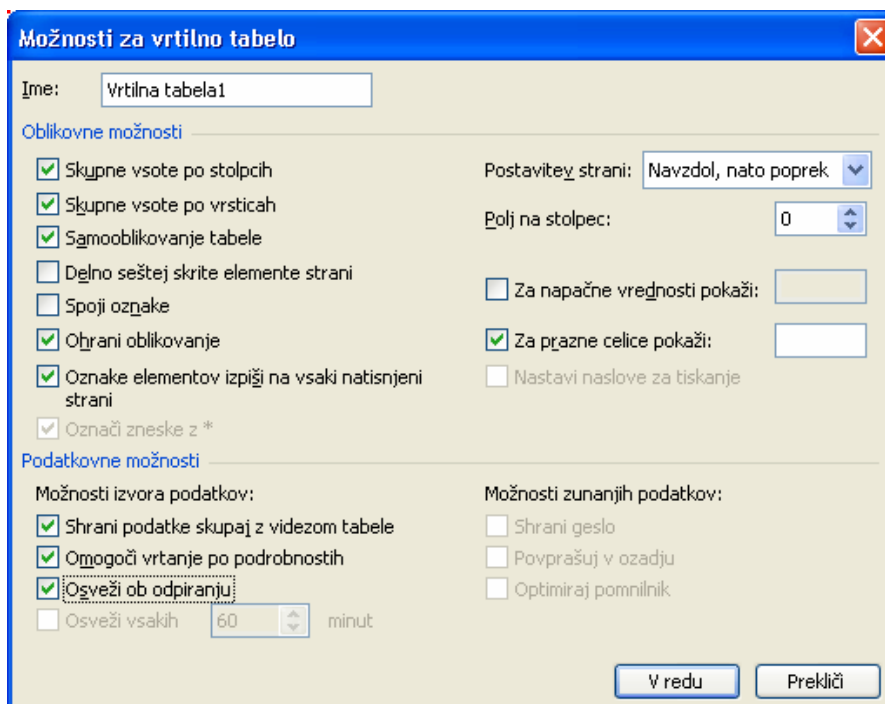 Možnosti za vrtilno tabelo
Ime:
Vrtilna tabela1
Oblikovne možnosti
Skupne vsote po stolpcih
Skupne vsote po vrsticah
Samooblikovanje tabele
Delno seštej skrite elemente strani
Spoji oznake
Ohrani oblikovanje
Oznake elementov izpiši na vsaki natisnjeni
strani
Označi zneske z *
Postavitev strani:
Navzdol, nato poprek
Polj na stolpec:
0
Za napačne vrednosti pokaži:
Za prazne celice pokaži:
Nastavi naslove za tiskanje
Podatkovne možnosti
Možnosti izvora podatkov:
Shrani podatke skupaj z videzom tabele
Omogoči vrtanje po podrobnostih
Osveži ob odpiranju
Osveži vsakih 60 minut
Možnosti zunanjih podatkov:
Shrani geslo
Povprašuj v ozadju
Optimiraj pomnilnik
V redu
Prekliči